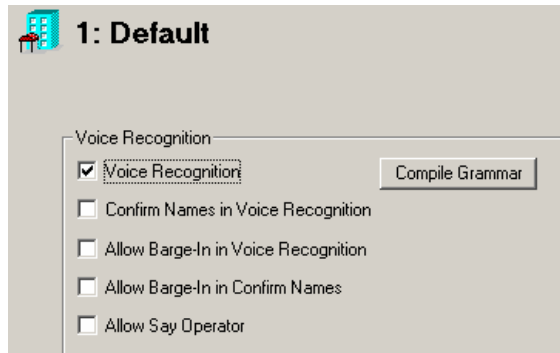 1: Default
Voice Recognition
Voice Recognition
Compile Grammar
Confirm Names in Voice Recognition
Allow Barge-In in Voice Recognition
Allow Barge-In in Confirm Names
Allow Say Operator